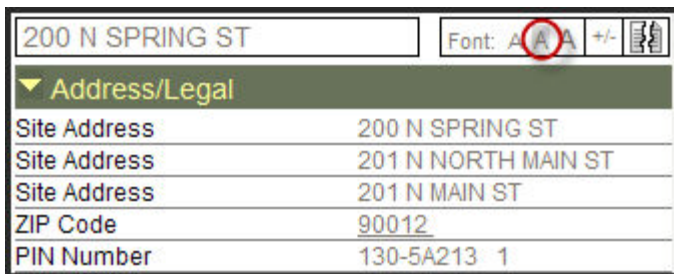 200 N SPRING ST Font: A A A +/-
Address/Legal
Site Address 200 N SPRING ST
Site Address 201 N NORTH MAIN ST
Site Address 201 N MAIN ST
ZIP Code 90012
PIN Number 130-5A213 1